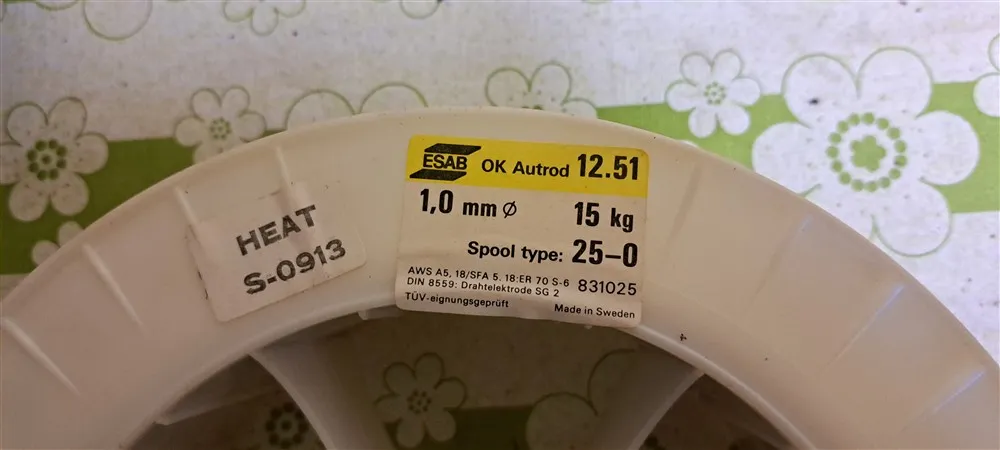 HEAT
S-0913
ESAB OK Autrod 12.51
1,0 mm ∅ 15 kg
Spool type: 25-0
AWS A5, 18/SFA 5. 18:ER 70 S-6
DIN 8559: Drahtelektrode SG 2 831025
TÜV-eignungsgeprüft Made in Sweden